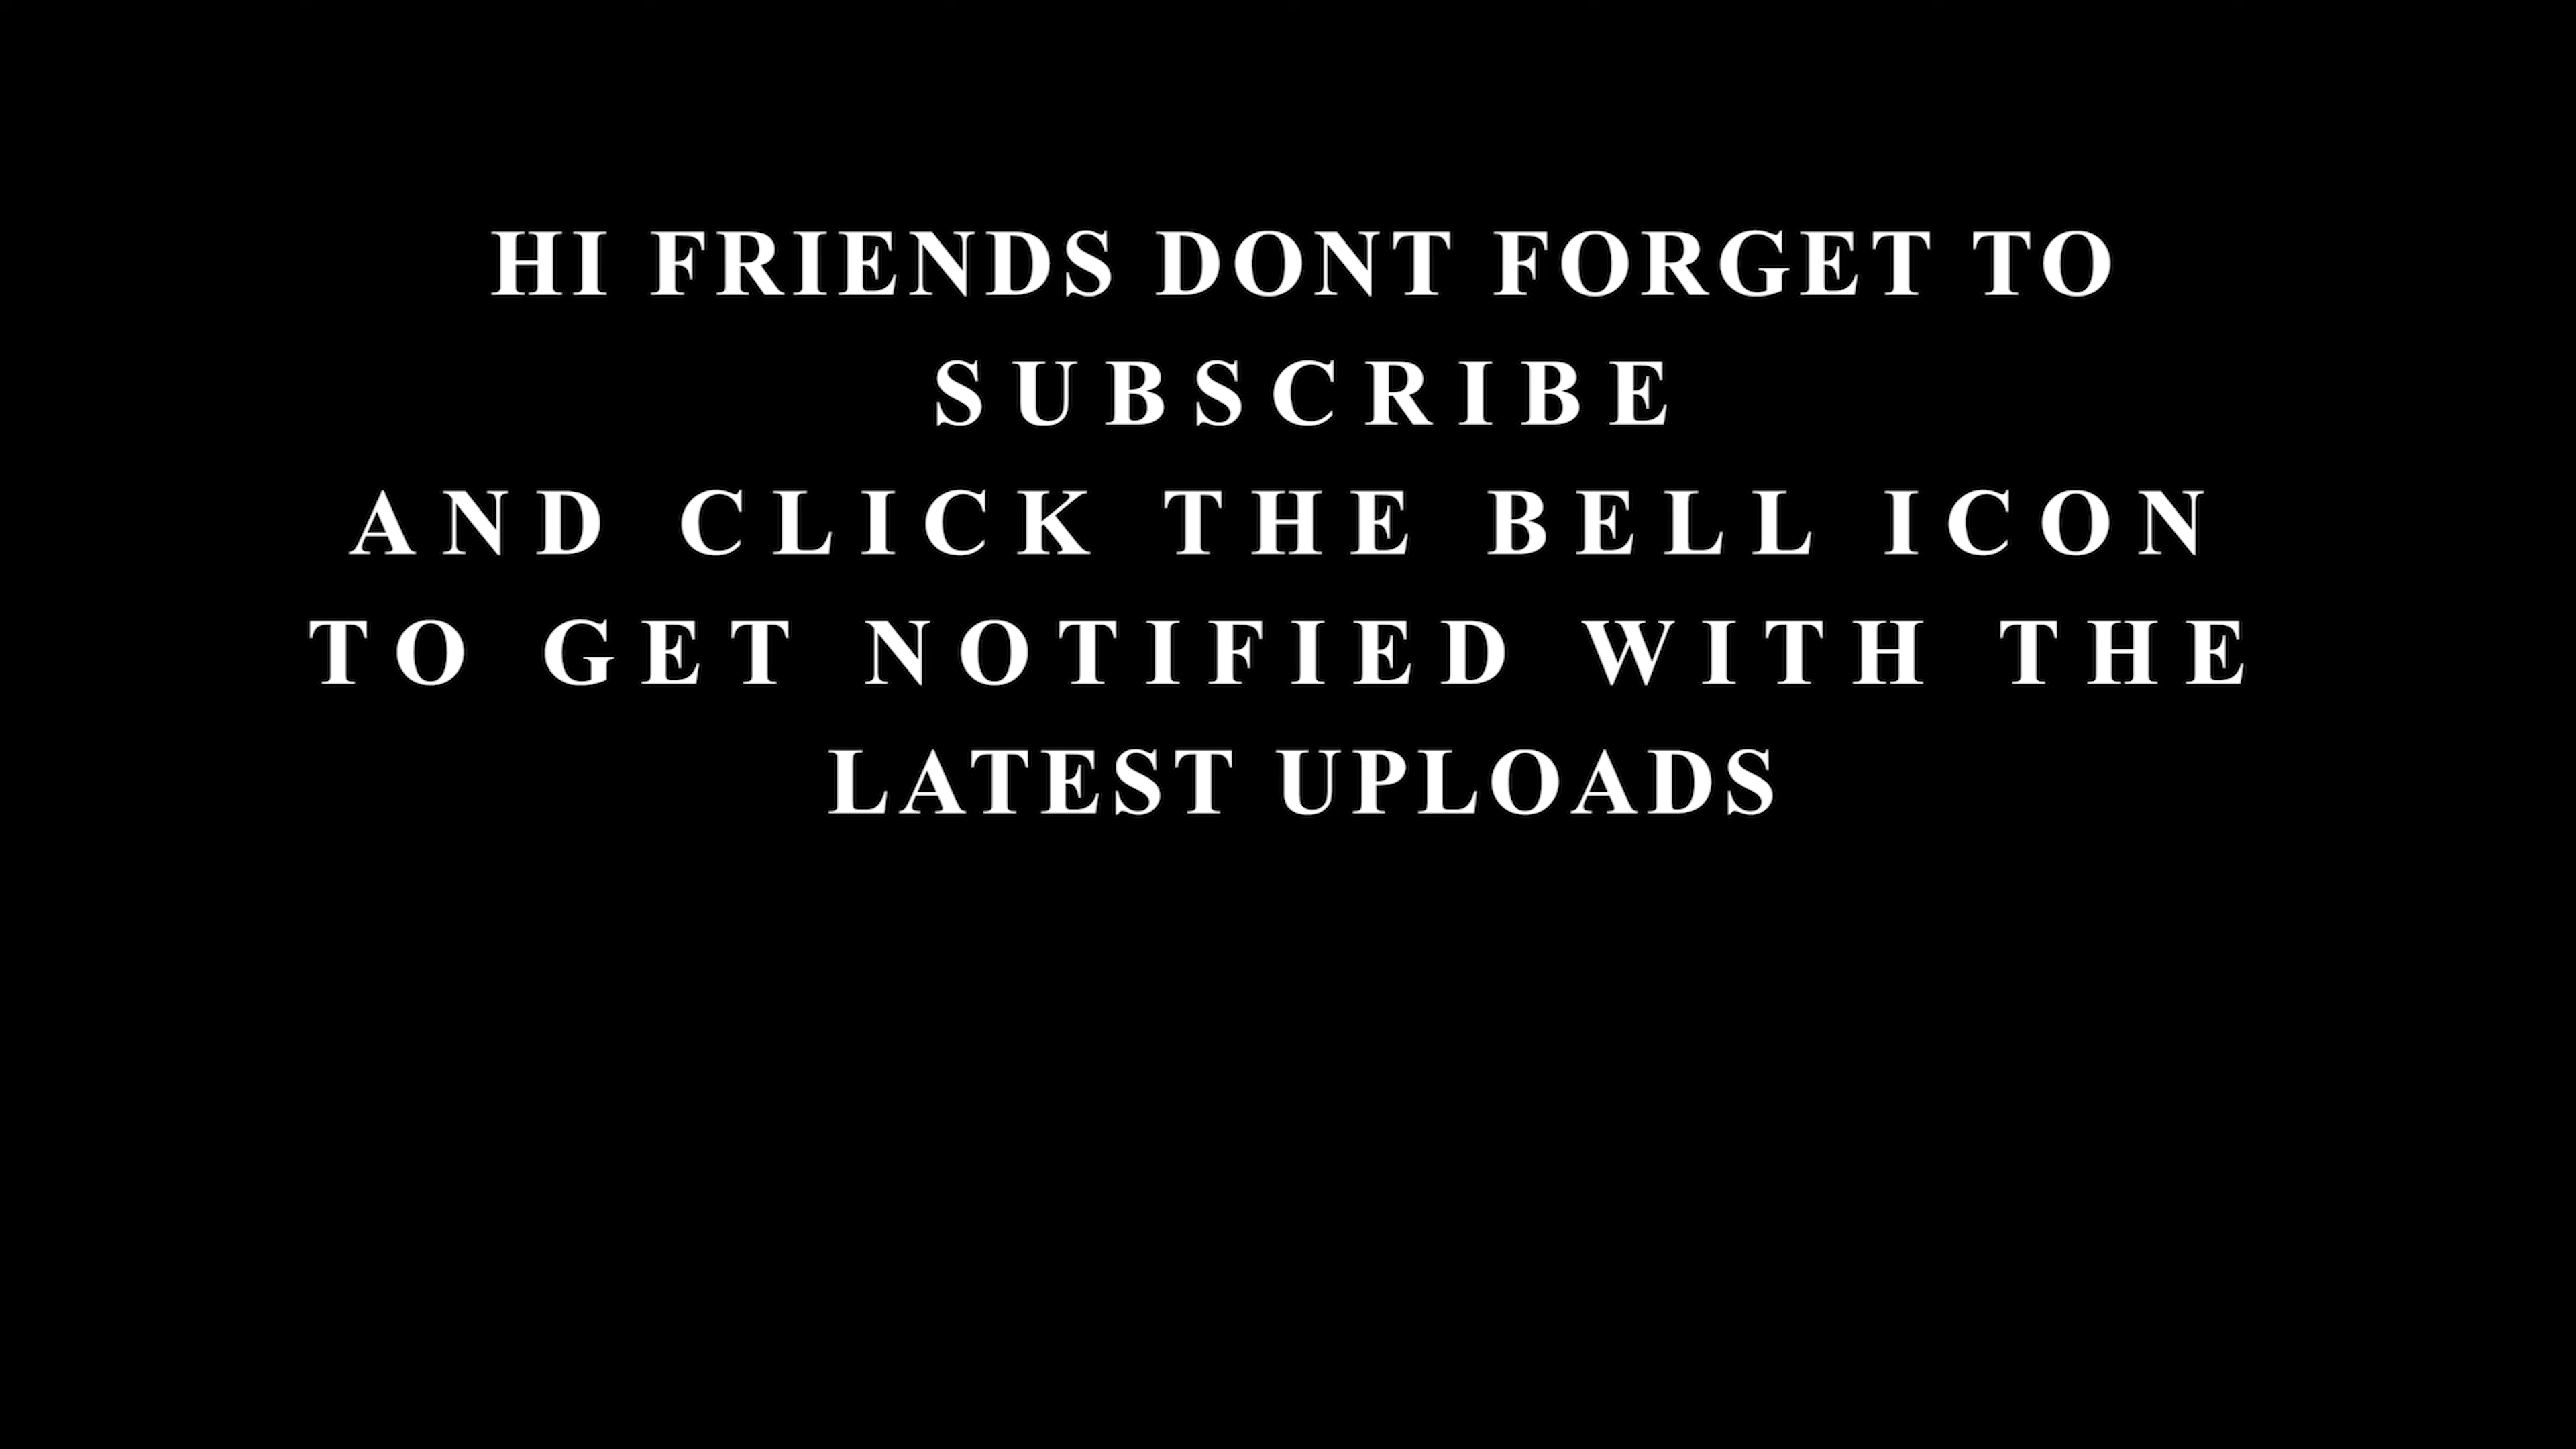 HI FRIENDS DONT FORGET TO
SUBSCRIBE
AND CLICK THE BELL ICON
TO GET NOTIFIED WITH THE
LATEST UPLOADS